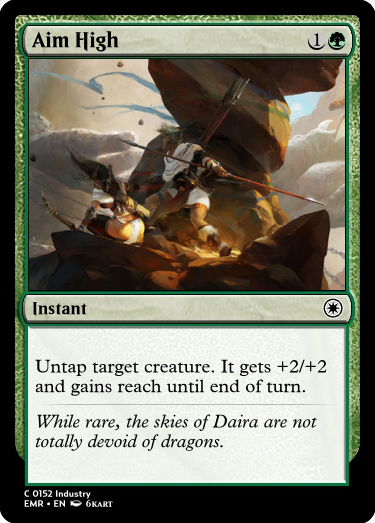 Aim High 1
Instant
Untap target creature. It gets +2/+2
and gains reach until end of turn.
While rare, the skies of Daira are not
totally devoid of dragons.
C 0152 Industry
EMR • EN 6KART